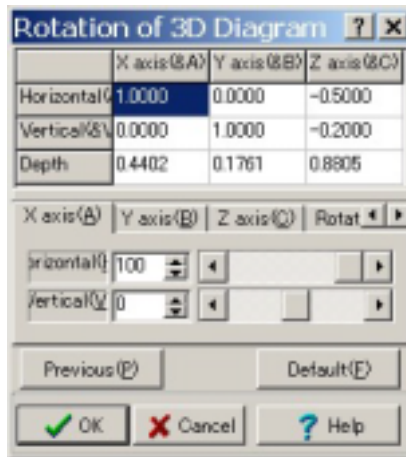 Rotation of 3D Diagram ? ×
X axis(&A) Y axis(&B) Z axis(&C)
Horizontal( 1.0000 0.0000 -0.5000
Vertical(&V 0.0000 1.0000 -0.2000
Depth 0.4402 0.1761 0.8805
X axis(A) Y axis(B) Z axis(C) Rotat
orizontal( 100
Vertical(V 0
Previous(P) Default(F)
OK Cancel Help